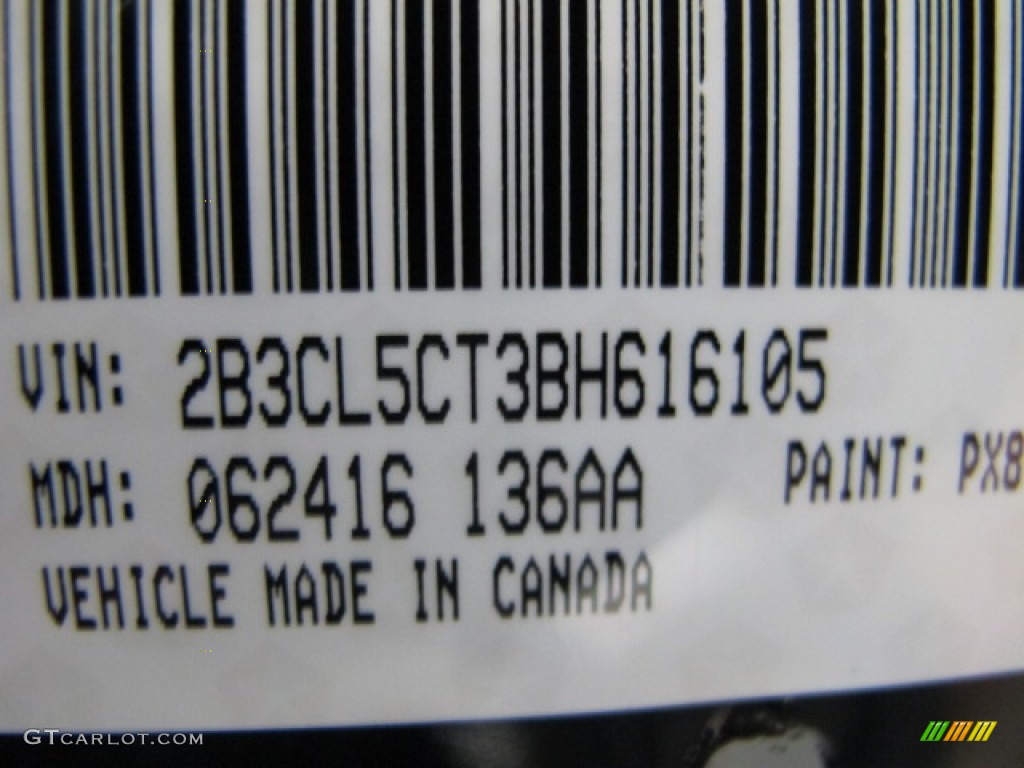 VIN: 2B3CL5CT3BH616105
MDH: 062416 136AA PAINT: PX8
VEHICLE MADE IN CANADA
GTCARLOT.COM